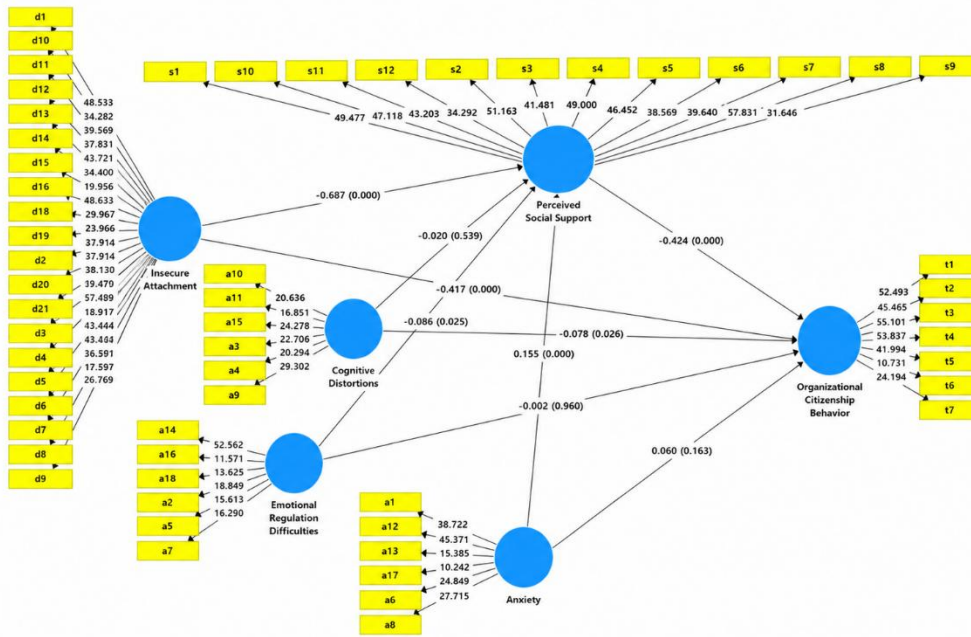 d1
d10
d11
d12
d13
d14
d15
d16
d18
d19
d2
d20
d21
d3
d4
d5
d6
d7
d8
d9
48.533
34.282
39.569
37.831
43.721
34.400
19.956
48.633
29.967
23.966
37.914
37.914
38.130
39.470
57.489
18.917
43.444
43.444
36.591
17.597
26.769
Insecure
Attachment
s1
s10
s11
s12
s2
s3
s4
s5
s6
s7
s8
s9
49.477
47.118
43.203
34.292
51.163
41.481
49.000
46.452
38.569
39.640
57.831
31.646
Perceived
Social Support
-0.687 (0.000)
-0.020 (0.539)
-0.424 (0.000)
-0.417 (0.000)
-0.086 (0.025)
-0.078 (0.026)
0.155 (0.000)
-0.002 (0.960)
0.060 (0.163)
a10
a11
a15
a3
a4
a9
20.636
16.851
24.278
22.706
20.294
29.302
Cognitive
Distortions
t1
t2
t3
t4
t5
t6
t7
52.493
45.465
55.101
53.837
41.994
10.731
24.194
Organizational
Citizenship
Behavior
a14
a16
a18
a2
a5
a7
52.562
11.571
13.625
18.849
15.613
16.290
Emotional
Regulation
Difficulties
a1
a12
a13
a17
a6
a8
38.722
45.371
15.385
10.242
24.849
27.715
Anxiety